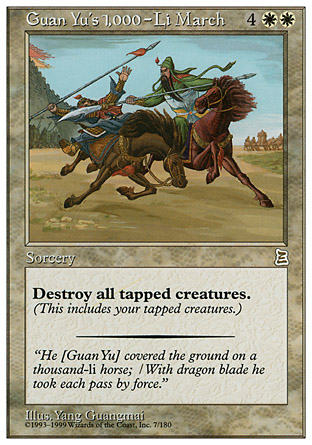 Guan Yu's 1,000-Li March 4
Sorcery
Destroy all tapped creatures.
(This includes your tapped creatures.)
"He [Guan Yu] covered the ground on a
thousand-li horse; / With dragon blade he
took each pass by force."
Illus. Yang Guangmai
©1993-1999 Wizards of the Coast, Inc. 7/180